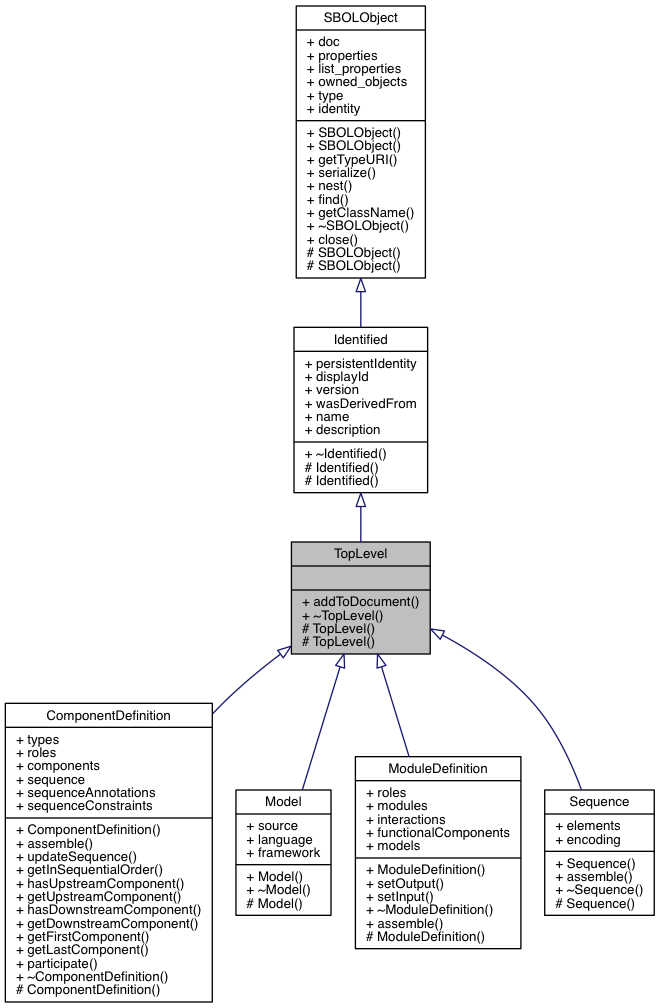 SBOLObject
+ doc
+ properties
+ list_properties
+ owned_objects
+ type
+ identity
+ SBOLObject()
+ SBOLObject()
+ getTypeURI()
+ serialize()
+ nest()
+ find()
+ getClassName()
+ ~SBOLObject()
+ close()
# SBOLObject()
# SBOLObject()
Identified
+ persistentIdentity
+ displayId
+ version
+ wasDerivedFrom
+ name
+ description
+ ~Identified()
# Identified()
# Identified()
TopLevel
+ addToDocument()
+ ~TopLevel()
# TopLevel()
# TopLevel()
ComponentDefinition
+ types
+ roles
+ components
+ sequence
+ sequenceAnnotations
+ sequenceConstraints
+ ComponentDefinition()
+ assemble()
+ updateSequence()
+ getInSequentialOrder()
+ hasUpstreamComponent()
+ getUpstreamComponent()
+ hasDownstreamComponent()
+ getDownstreamComponent()
+ getFirstComponent()
+ getLastComponent()
+ participate()
+ ~ComponentDefinition()
# ComponentDefinition()
Model
+ source
+ language
+ framework
+ Model()
+ ~Model()
# Model()
ModuleDefinition
+ roles
+ modules
+ interactions
+ functionalComponents
+ models
+ ModuleDefinition()
+ setOutput()
+ setInput()
+ ~ModuleDefinition()
+ assemble()
# ModuleDefinition()
Sequence
+ elements
+ encoding
+ Sequence()
+ assemble()
+ ~Sequence()
# Sequence()